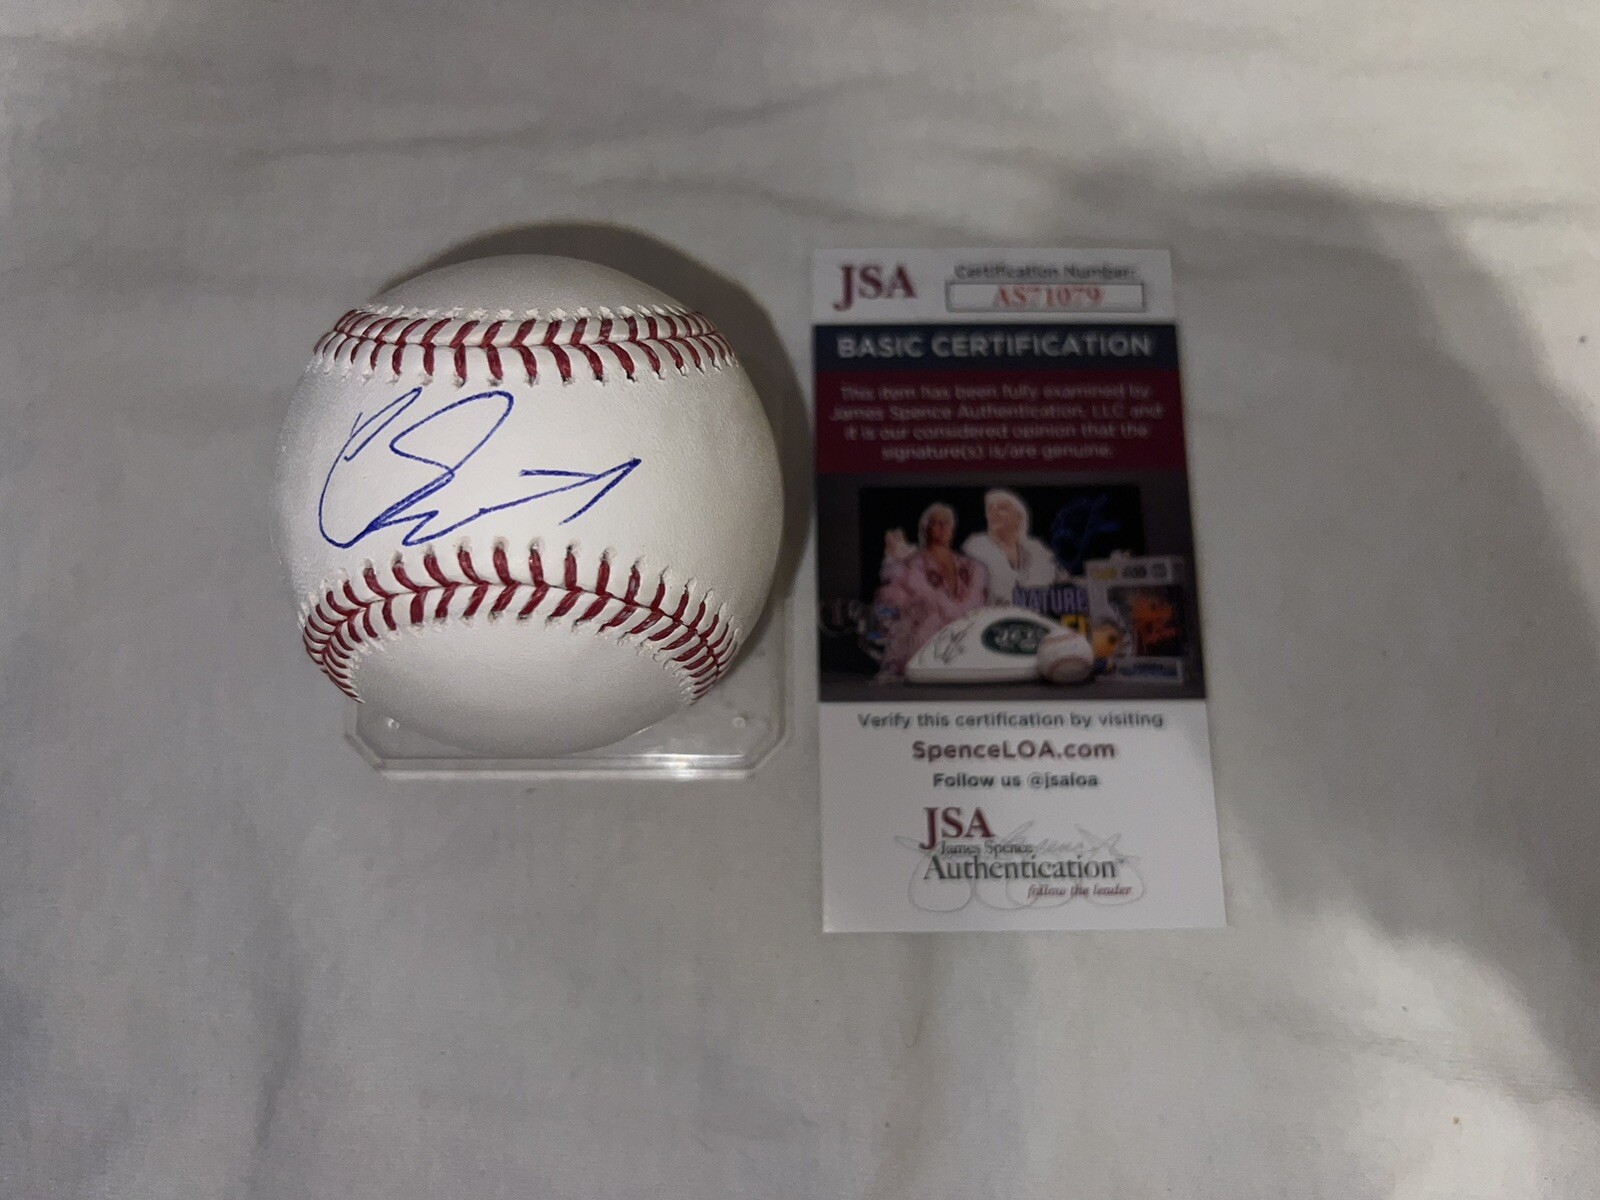 JSA
Certification Number:
AS71079
BASIC CERTIFICATION
This item has been fully examined by
James Spence Authentication, LLC and
it is our considered opinion that the
signature(s) is/are genuine.
NATURE
JETS
Verify this certification by visiting
SpenceLOA.com
Follow us @jsaloa
JSA
James Spence
Authentication
follow the leader